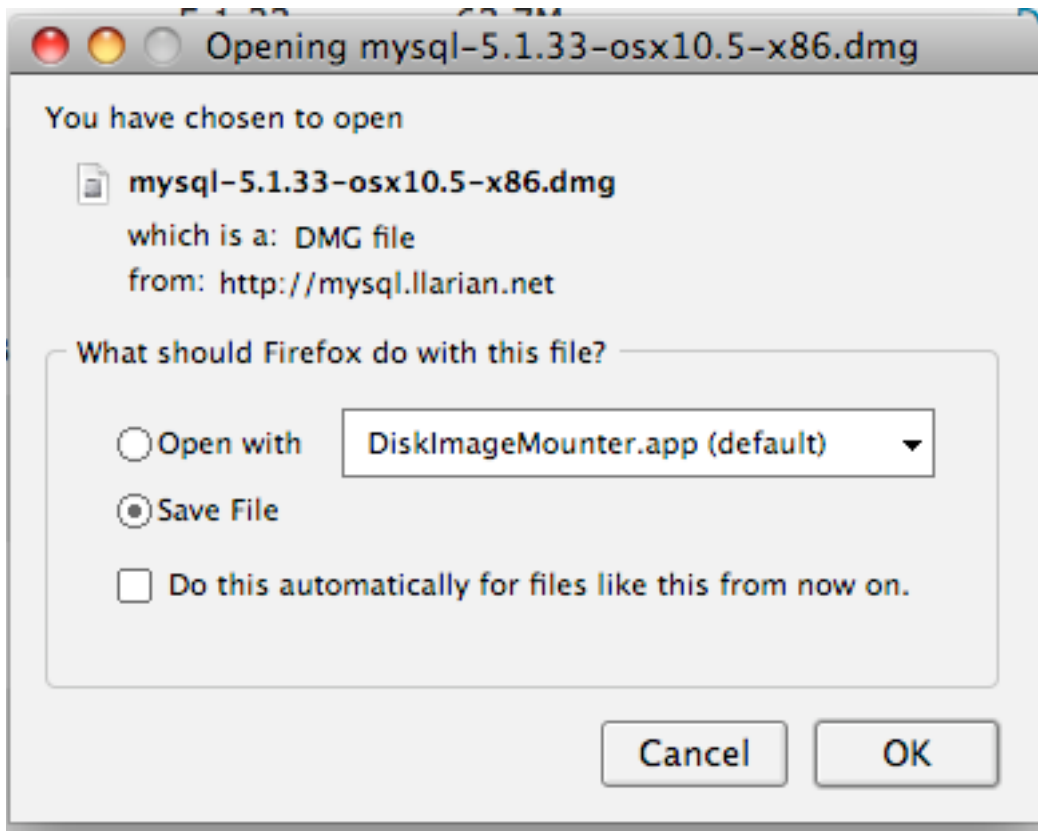 Opening mysql-5.1.33-osx10.5-x86.dmg
You have chosen to open
mysql-5.1.33-osx10.5-x86.dmg
which is a: DMG file
from: http://mysql.llarian.net
What should Firefox do with this file?
Open with DiskImageMounter.app (default)
Save File
Do this automatically for files like this from now on.
Cancel OK